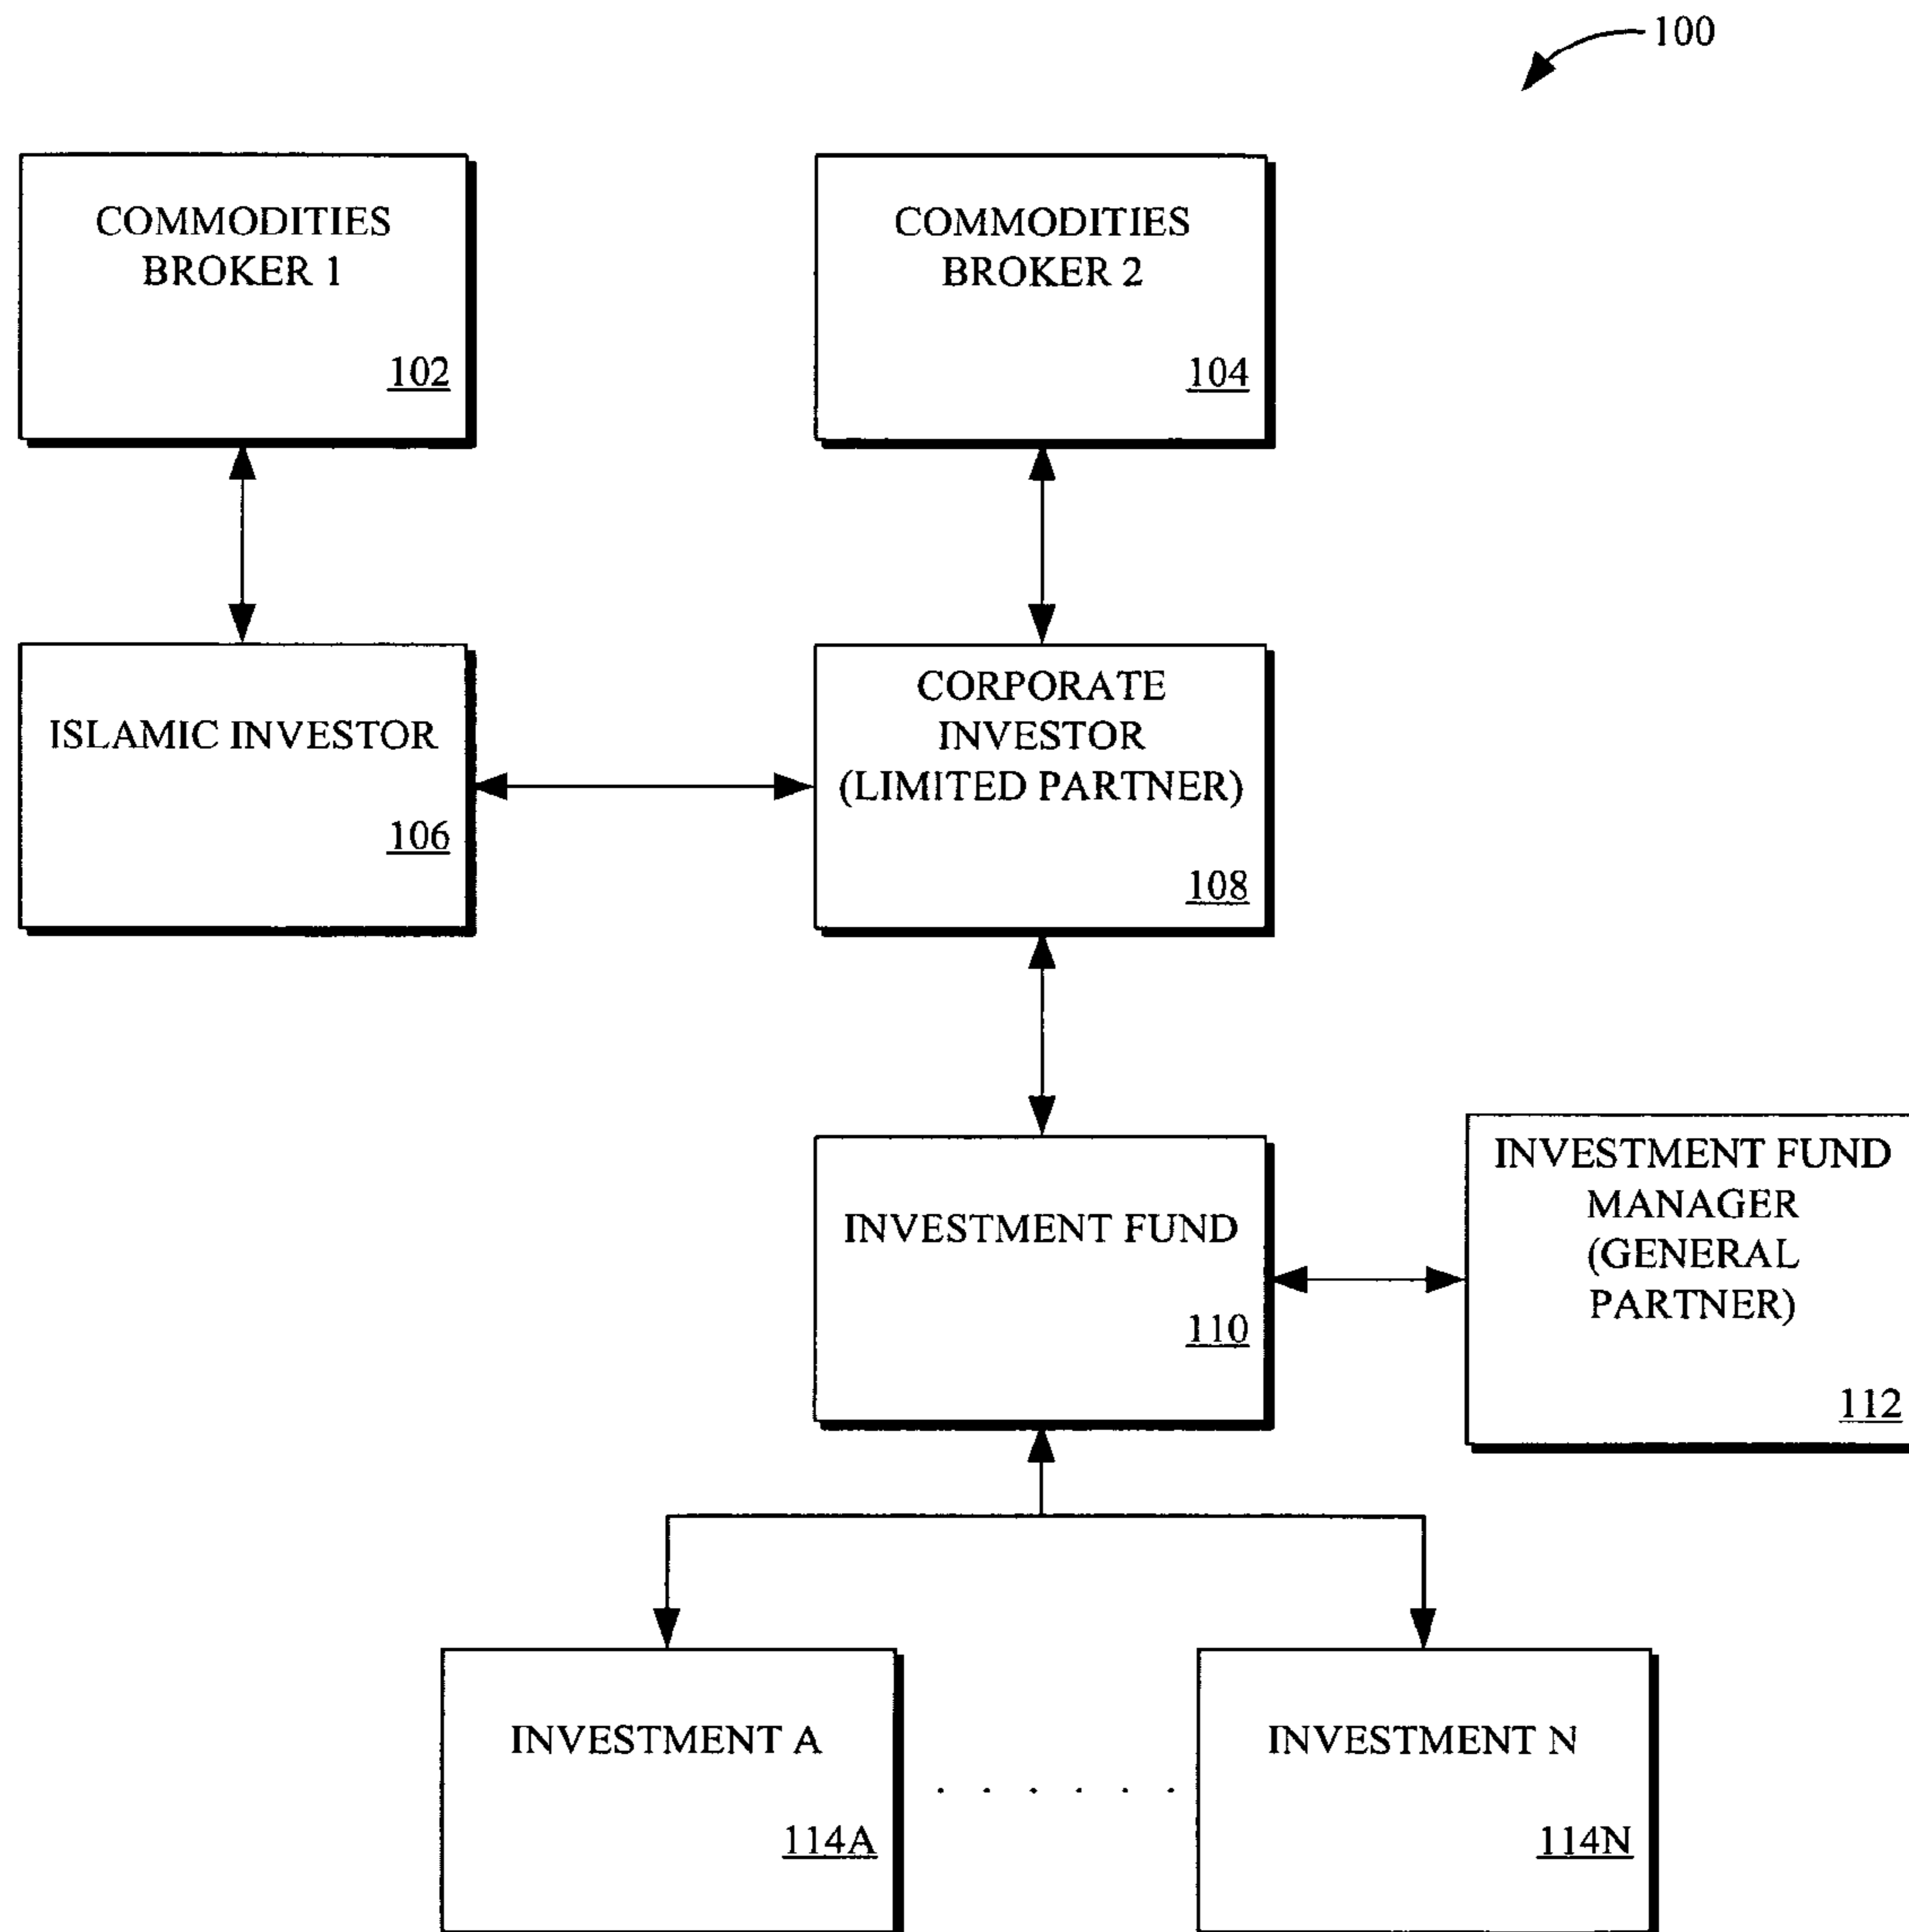 100
COMMODITIES
BROKER 1
102
COMMODITIES
BROKER 2
104
ISLAMIC INVESTOR
106
CORPORATE
INVESTOR
(LIMITED PARTNER)
108
INVESTMENT FUND
110
INVESTMENT FUND
MANAGER
(GENERAL
PARTNER)
112
INVESTMENT A
114A
INVESTMENT N
114N